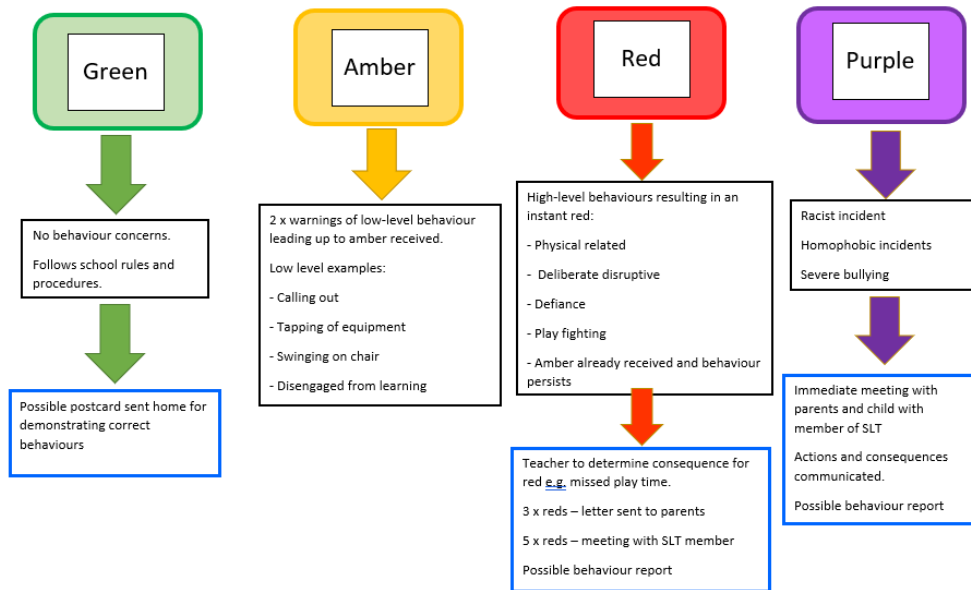 Green
No behaviour concerns.
Follows school rules and
procedures.
Possible postcard sent home for
demonstrating correct
behaviours
Amber
2 x warnings of low-level behaviour
leading up to amber received.
Low level examples:
- Calling out
- Tapping of equipment
- Swinging on chair
- Disengaged from learning
Red
High-level behaviours resulting in an
instant red:
- Physical related
- Deliberate disruptive
- Defiance
- Play fighting
- Amber already received and behaviour
persists
Teacher to determine consequence for
red e.g. missed play time.
3 x reds – letter sent to parents
5 x reds – meeting with SLT member
Possible behaviour report
Purple
Racist incident
Homophobic incidents
Severe bullying
Immediate meeting with
parents and child with
member of SLT
Actions and consequences
communicated.
Possible behaviour report